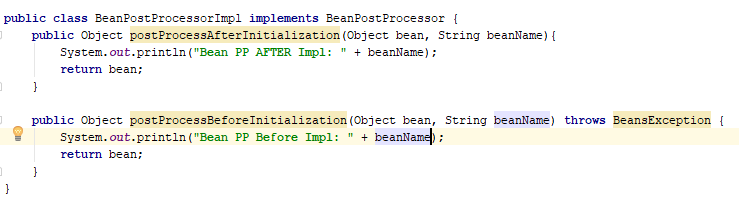 public class BeanPostProcessorImpl implements BeanPostProcessor {
    public Object postProcessAfterInitialization(Object bean, String beanName){
        System.out.println("Bean PP AFTER Impl: " + beanName);
        return bean;
    }
    public Object postProcessBeforeInitialization(Object bean, String beanName) throws BeansException {
        System.out.println("Bean PP Before Impl: " + beanName);
        return bean;
    }
}